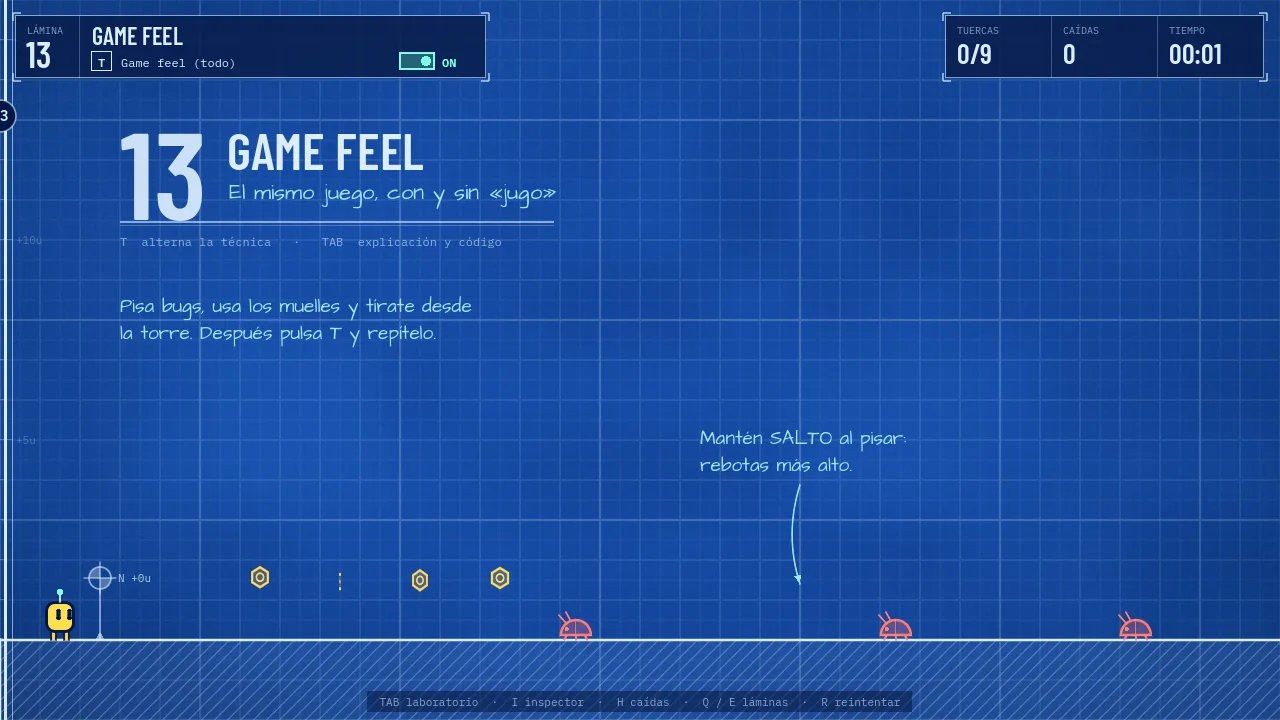 LÁMINA
13
GAME FEEL
T Game feel (todo) ON
TUERCAS
0/9
CAÍDAS
0
TIEMPO
00:01
3
13
GAME FEEL
El mismo juego, con y sin «jugo»
+10u
T alterna la técnica · TAB explicación y código
Pisa bugs, usa los muelles y tírate desde
la torre. Después pulsa T y repítelo.
+5u
Mantén SALTO al pisar:
rebotas más alto.
N +0u
TAB laboratorio · I inspector · H caídas · Q / E láminas · R reintentar